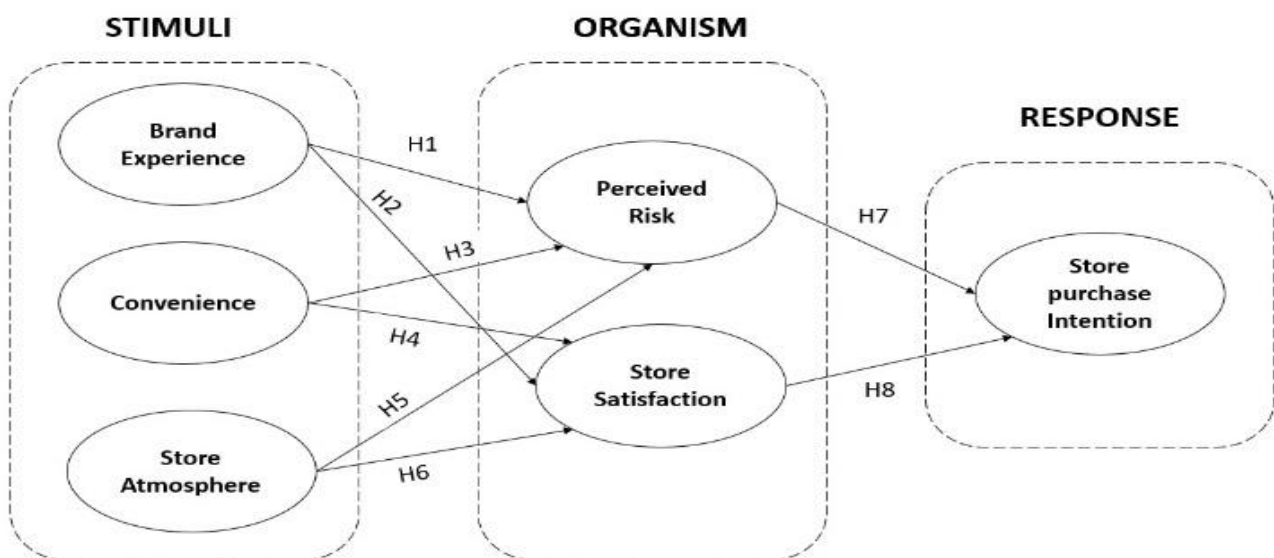 STIMULI
ORGANISM
RESPONSE
Brand
Experience
Convenience
Store
Atmosphere
H1
H2
H3
H4
H5
H6
Perceived
Risk
Store
Satisfaction
H7
H8
Store
purchase
Intention